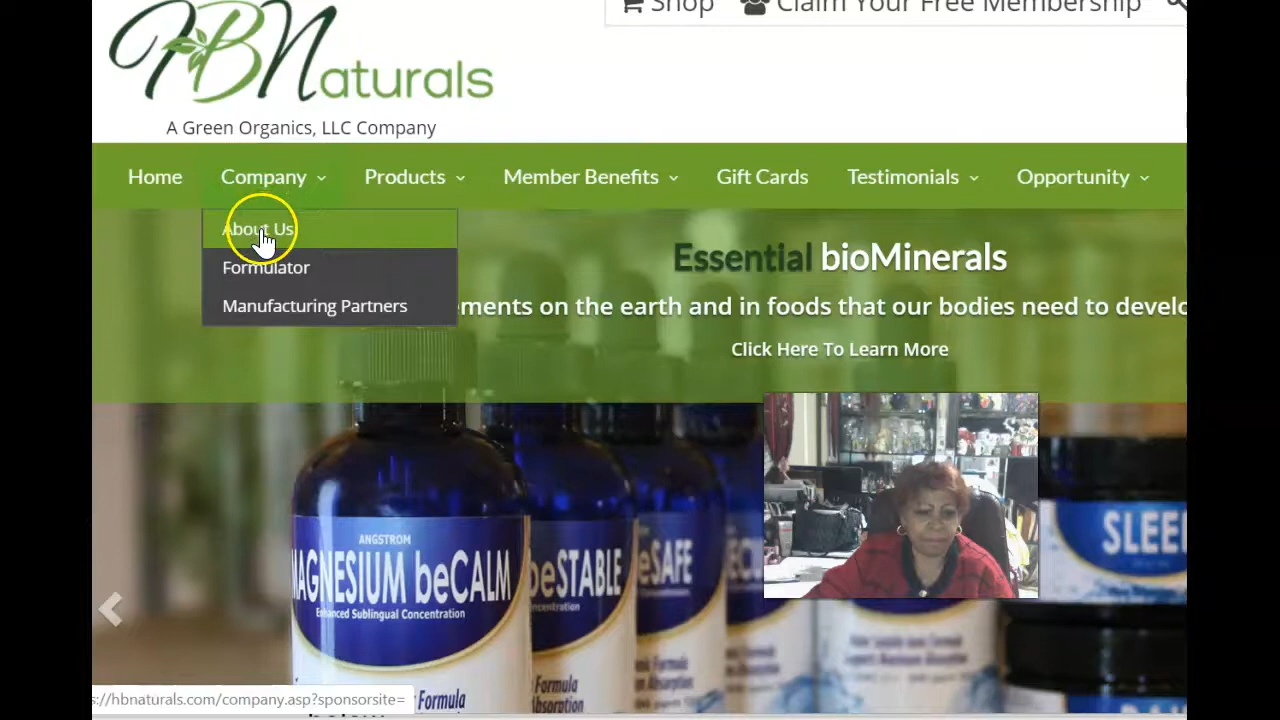 Shop Claim Your Free Membership
HBNaturals
A Green Organics, LLC Company
Home Company Products Member Benefits Gift Cards Testimonials Opportunity
About Us
Formulator
Manufacturing Partners
Essential bioMinerals
ements on the earth and in foods that our bodies need to develo
Click Here To Learn More
ANGSTROM
MAGNESIUM beCALM
Enhanced Sublingual Concentration
beSTABLE
oncentration
eSAFE
SLEE
Formula
Absorption
s://hbnaturals.com/company.asp?sponsorsite=